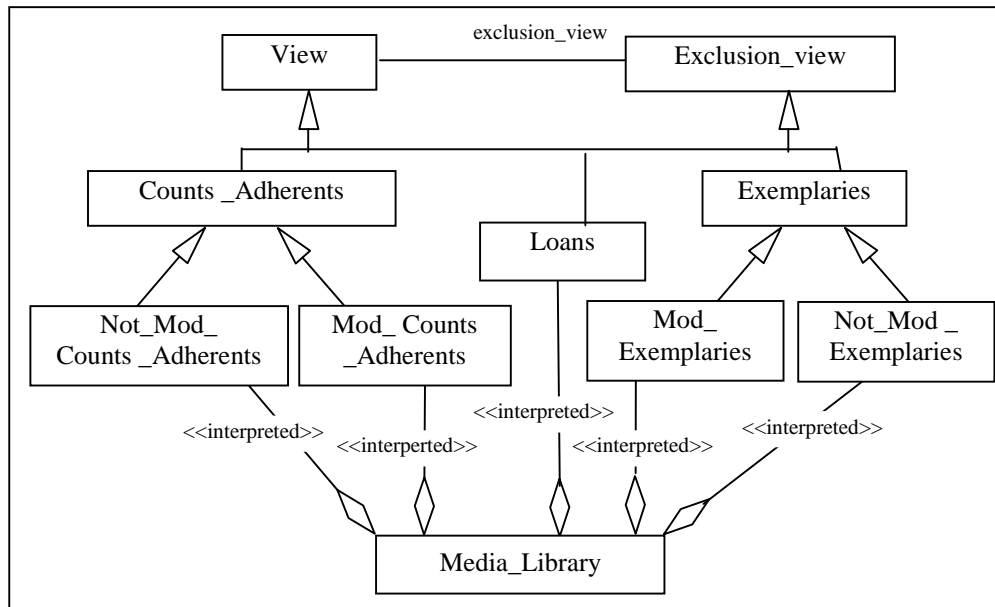 exclusion_view
View
Exclusion_view
Counts _Adherents
Exemplaries
Loans
Not_Mod_
Counts _Adherents
Mod_ Counts
_Adherents
Mod_
Exemplaries
Not_Mod _
Exemplaries
<<interpreted>>
<<interperted>>
<<interpreted>>
<<interpreted>>
<<interpreted>>
Media_Library